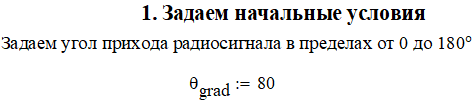 1. Задаем начальные условия
Задаем угол прихода радиосигнала в пределах от 0 до 180°
θgrad := 80